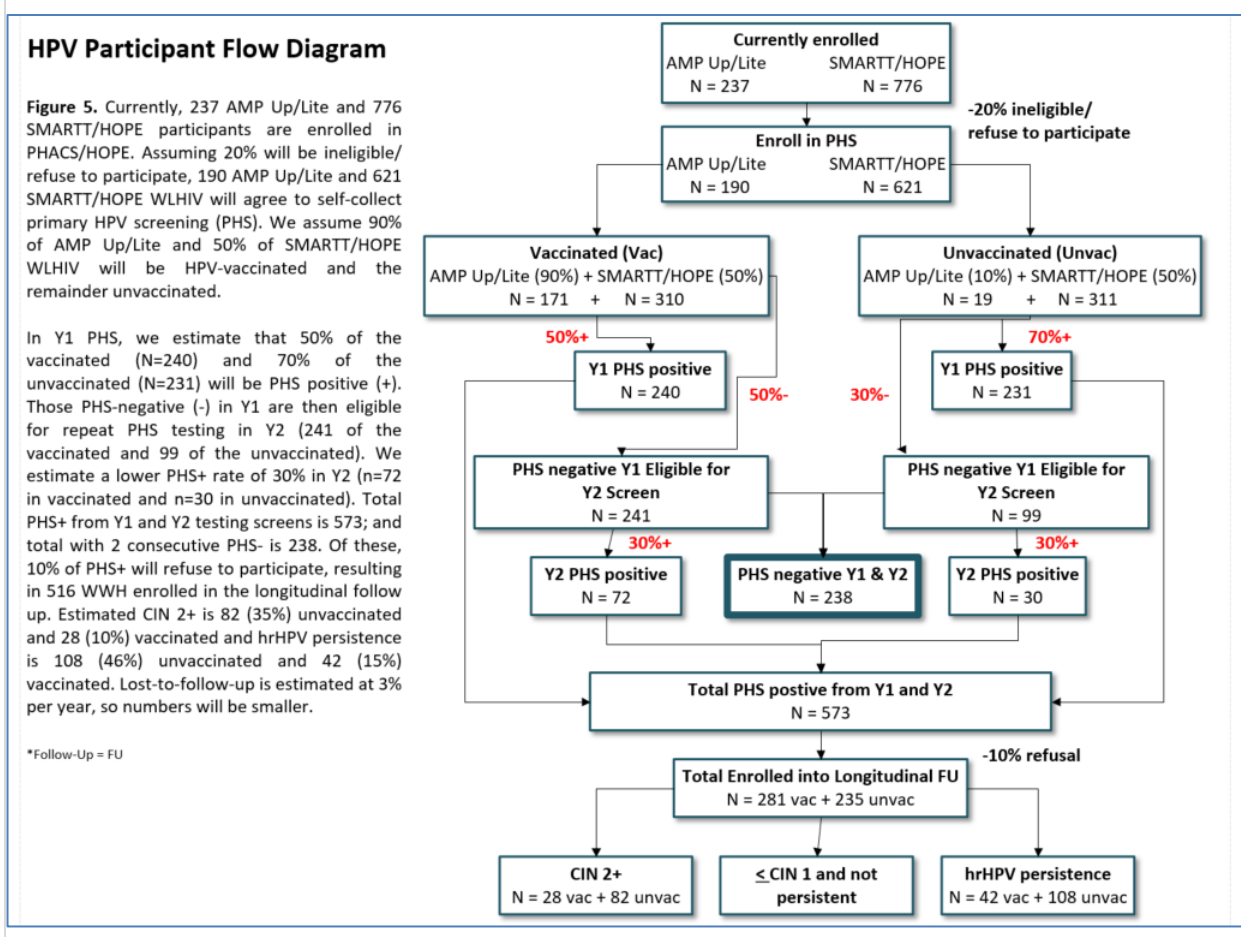 HPV Participant Flow Diagram
Figure 5. Currently, 237 AMP Up/Lite and 776
SMARTT/HOPE participants are enrolled in
PHACS/HOPE. Assuming 20% will be ineligible/
refuse to participate, 190 AMP Up/Lite and 621
SMARTT/HOPE WLHIV will agree to self-collect
primary HPV screening (PHS). We assume 90%
of AMP Up/Lite and 50% of SMARTT/HOPE
WLHIV will be HPV-vaccinated and the
remainder unvaccinated.
In Y1 PHS, we estimate that 50% of the
vaccinated (N=240) and 70% of the
unvaccinated (N=231) will be PHS positive (+).
Those PHS-negative (-) in Y1 are then eligible
for repeat PHS testing in Y2 (241 of the
vaccinated and 99 of the unvaccinated). We
estimate a lower PHS+ rate of 30% in Y2 (n=72
in vaccinated and n=30 in unvaccinated). Total
PHS+ from Y1 and Y2 testing screens is 573; and
total with 2 consecutive PHS- is 238. Of these,
10% of PHS+ will refuse to participate, resulting
in 516 WWH enrolled in the longitudinal follow
up. Estimated CIN 2+ is 82 (35%) unvaccinated
and 28 (10%) vaccinated and hrHPV persistence
is 108 (46%) unvaccinated and 42 (15%)
vaccinated. Lost-to-follow-up is estimated at 3%
per year, so numbers will be smaller.
*Follow-Up = FU
Currently enrolled
AMP Up/Lite SMARTT/HOPE
N = 237 N = 776
-20% ineligible/
refuse to participate
Enroll in PHS
AMP Up/Lite SMARTT/HOPE
N = 190 N = 621
Vaccinated (Vac)
AMP Up/Lite (90%) + SMARTT/HOPE (50%)
N = 171 + N = 310
Unvaccinated (Unvac)
AMP Up/Lite (10%) + SMARTT/HOPE (50%)
N = 19 + N = 311
50%+
70%+
Y1 PHS positive
N = 240
50%-
30%-
Y1 PHS positive
N = 231
PHS negative Y1 Eligible for
Y2 Screen
N = 241
PHS negative Y1 Eligible for
Y2 Screen
N = 99
30%+
30%+
Y2 PHS positive
N = 72
PHS negative Y1 & Y2
N = 238
Y2 PHS positive
N = 30
Total PHS postive from Y1 and Y2
N = 573
-10% refusal
Total Enrolled into Longitudinal FU
N = 281 vac + 235 unvac
CIN 2+
N = 28 vac + 82 unvac
< CIN 1 and not
persistent
hrHPV persistence
N = 42 vac + 108 unvac